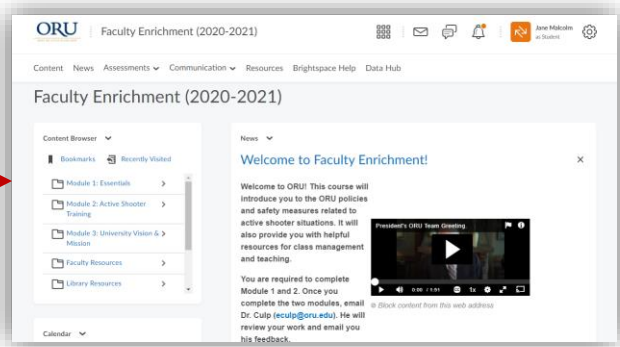 ORU Faculty Enrichment (2020-2021) Jane Malcolm
as Student
Content News Assessments Communication Resources Brightspace Help Data Hub
Faculty Enrichment (2020-2021)
Content Browser
Bookmarks Recently Visited
Module 1: Essentials
Module 2: Active Shooter
Training
Module 3: University Vision &
Mission
Faculty Resources
Library Resources
Calendar
News
Welcome to Faculty Enrichment!
Welcome to ORU! This course will
introduce you to the ORU policies
and safety measures related to
active shooter situations. It will
also provide you with helpful
resources for class management
and teaching.
You are required to complete
Module 1 and 2. Once you
complete the two modules, email
Dr. Culp (eculp@oru.edu). He will
review your work and email you
his feedback.
President's ORU Team Greeting
0:00 / 1:51 1x
Block content from this web address